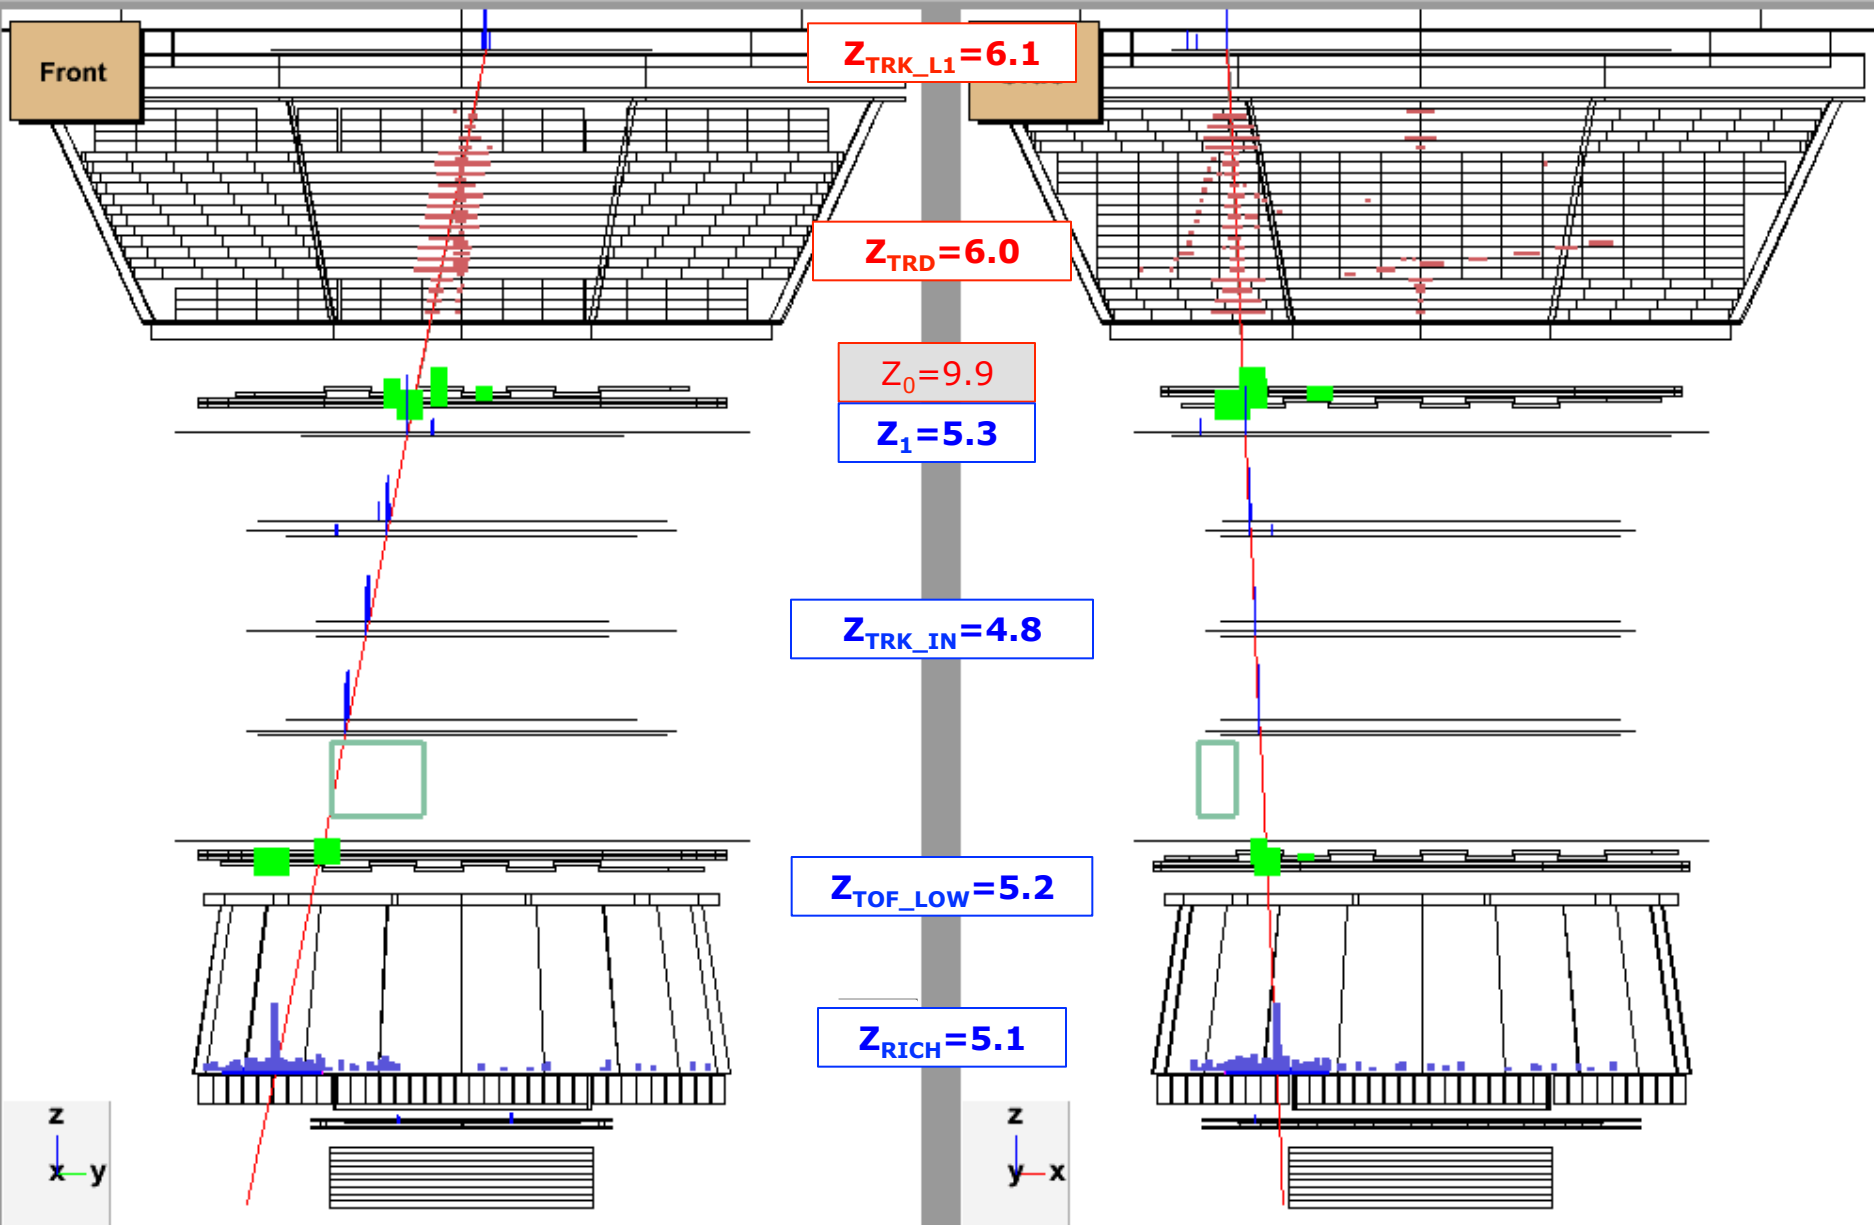 Front
Z_TRK_L1=6.1
Z_TRD=6.0
Z_0=9.9
Z_1=5.3
Z_TRK_IN=4.8
Z_TOF_LOW=5.2
Z_RICH=5.1
z
x y
z
y x